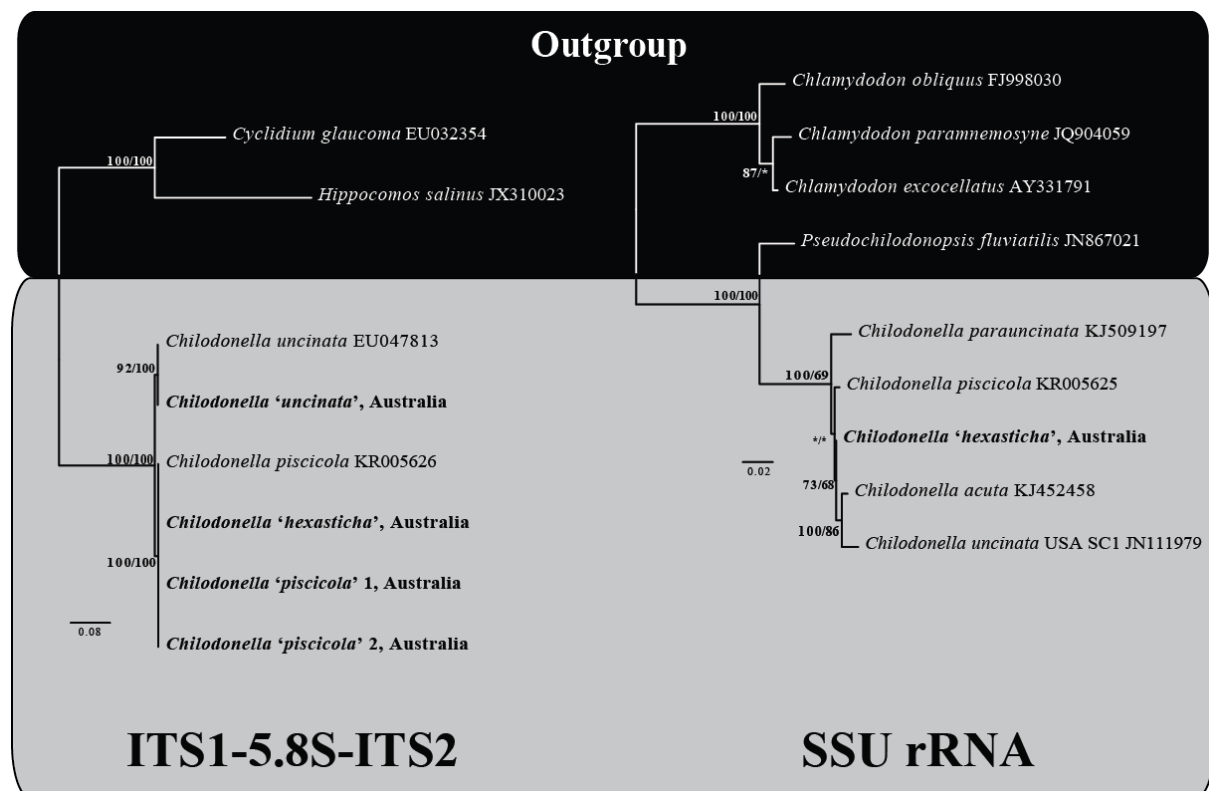 Outgroup
Cyclidium glaucoma EU032354
100/100
Hippocomos salinus JX310023
Chlamydodon obliquus FJ998030
100/100
Chlamydodon paramnemosyne JQ904059
87/*
Chlamydodon excocellatus AY331791
Pseudochilodonopsis fluviatilis JN867021
Chilodonella uncinata EU047813
92/100
Chilodonella ‘uncinata’, Australia
100/100
Chilodonella piscicola KR005626
Chilodonella ‘hexasticha’, Australia
100/100
Chilodonella ‘piscicola’ 1, Australia
0.08
Chilodonella ‘piscicola’ 2, Australia
ITS1-5.8S-ITS2
100/100
Chilodonella parauncinata KJ509197
100/69
Chilodonella piscicola KR005625
*/*
Chilodonella ‘hexasticha’, Australia
0.02
73/68
Chilodonella acuta KJ452458
100/86
Chilodonella uncinata USA SC1 JN111979
SSU rRNA